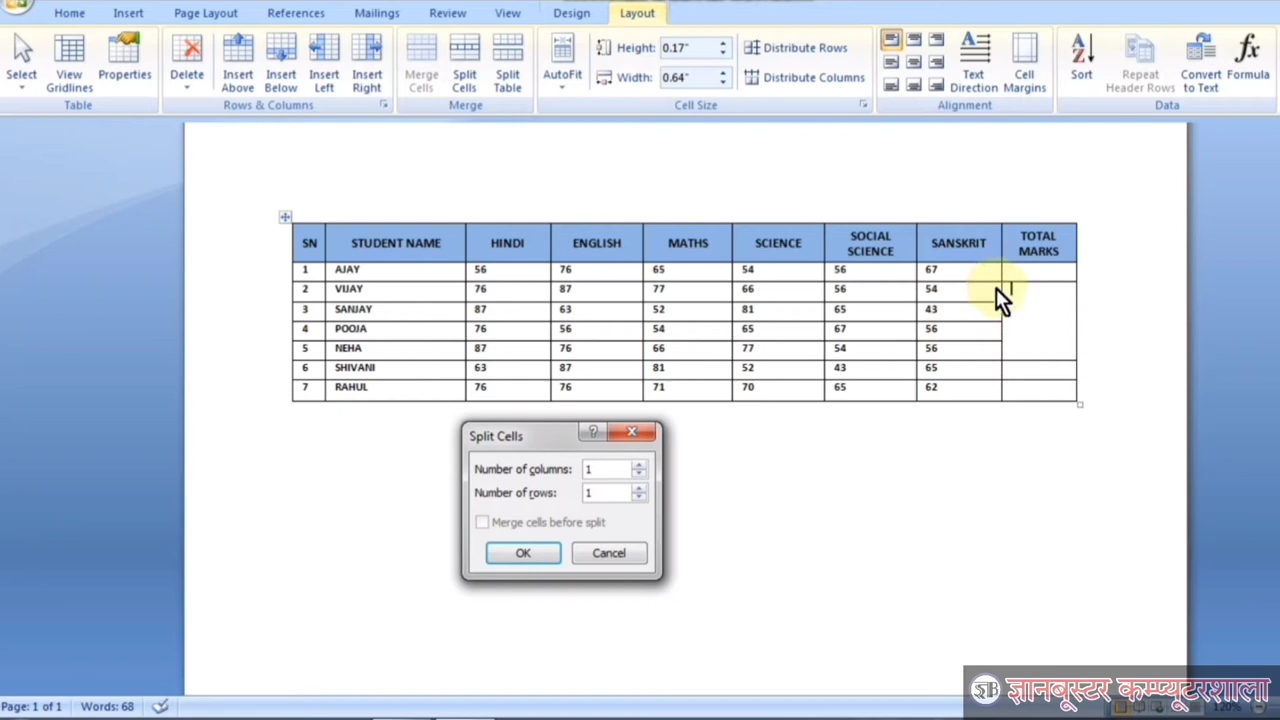 Home Insert Page Layout References Mailings Review View Design Layout
Select
View Gridlines
Properties
Table
Delete
Insert Above
Insert Below
Insert Left
Insert Right
Rows & Columns
Merge Cells
Split Cells
Split Table
Merge
AutoFit
Height: 0.17"
Width: 0.64"
Distribute Rows
Distribute Columns
Cell Size
Text Direction
Cell Margins
Alignment
Sort
Repeat Header Rows
Convert to Text
Formula
Data
SN STUDENT NAME HINDI ENGLISH MATHS SCIENCE SOCIAL SCIENCE SANSKRIT TOTAL MARKS
1 AJAY 56 76 65 54 56 67
2 VIJAY 76 87 77 66 56 54
3 SANJAY 87 63 52 81 65 43
4 POOJA 76 56 54 65 67 56
5 NEHA 87 76 66 77 54 56
6 SHIVANI 63 87 81 52 43 65
7 RAHUL 76 76 71 70 65 62
Split Cells
Number of columns: 1
Number of rows: 1
Merge cells before split
OK Cancel
ज्ञानबूस्टर कम्प्यूटरशाला
Page: 1 of 1 Words: 68 120%